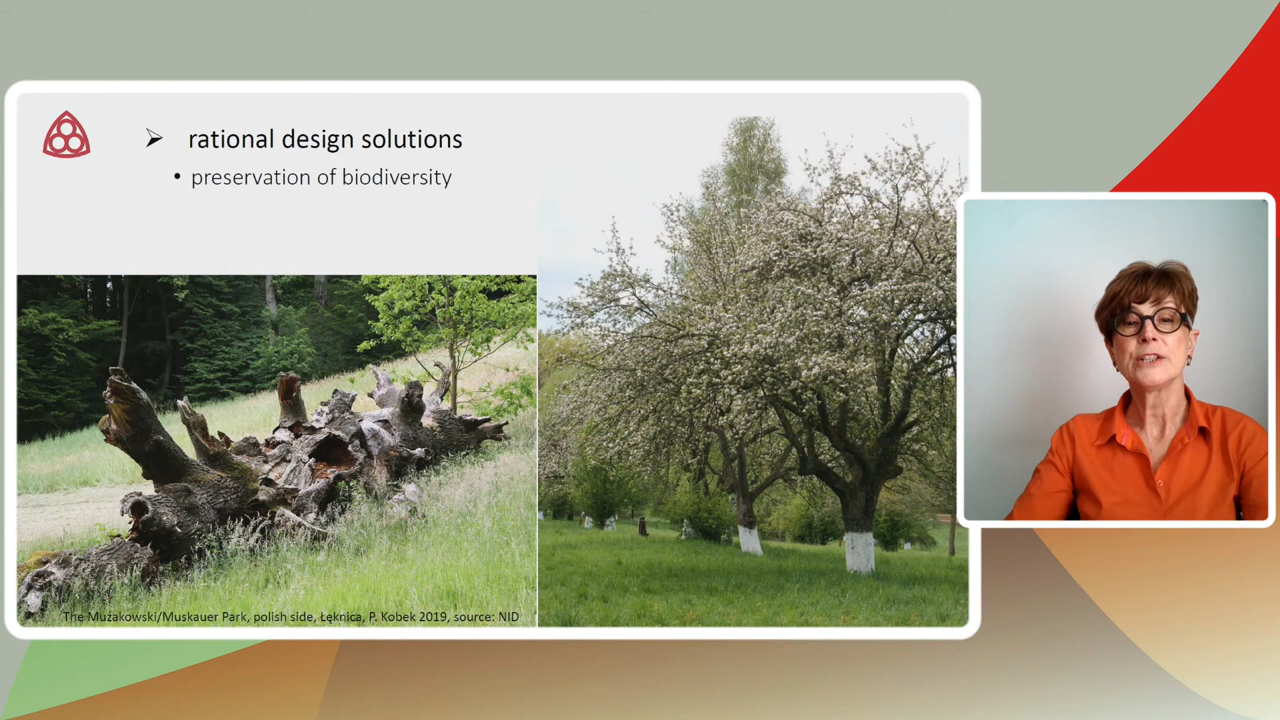 rational design solutions
preservation of biodiversity
The Mużakowski/Muskauer Park, polish side, Łęknica, P. Kobek 2019, source: NID